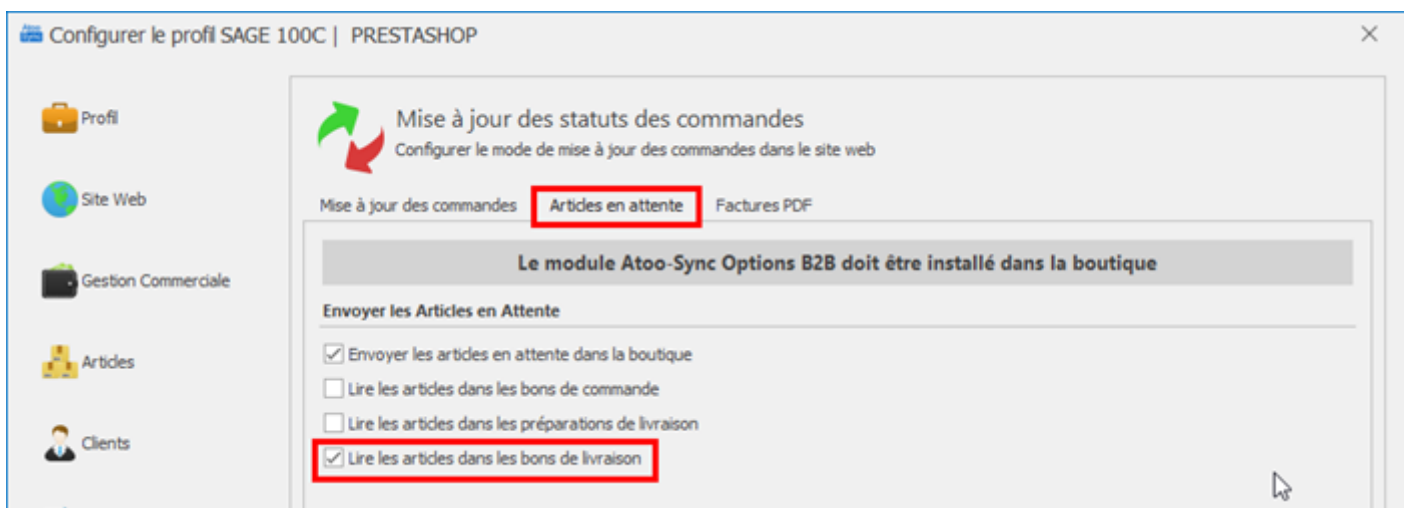 Configurer le profil SAGE 100C | PRESTASHOP
Profil
Site Web
Gestion Commerciale
Articles
Clients
Mise à jour des statuts des commandes
Configurer le mode de mise à jour des commandes dans le site web
Mise à jour des commandes Articles en attente Factures PDF
Le module Atoo-Sync Options B2B doit être installé dans la boutique
Envoyer les Articles en Attente
Envoyer les articles en attente dans la boutique
Lire les articles dans les bons de commande
Lire les articles dans les préparations de livraison
Lire les articles dans les bons de livraison